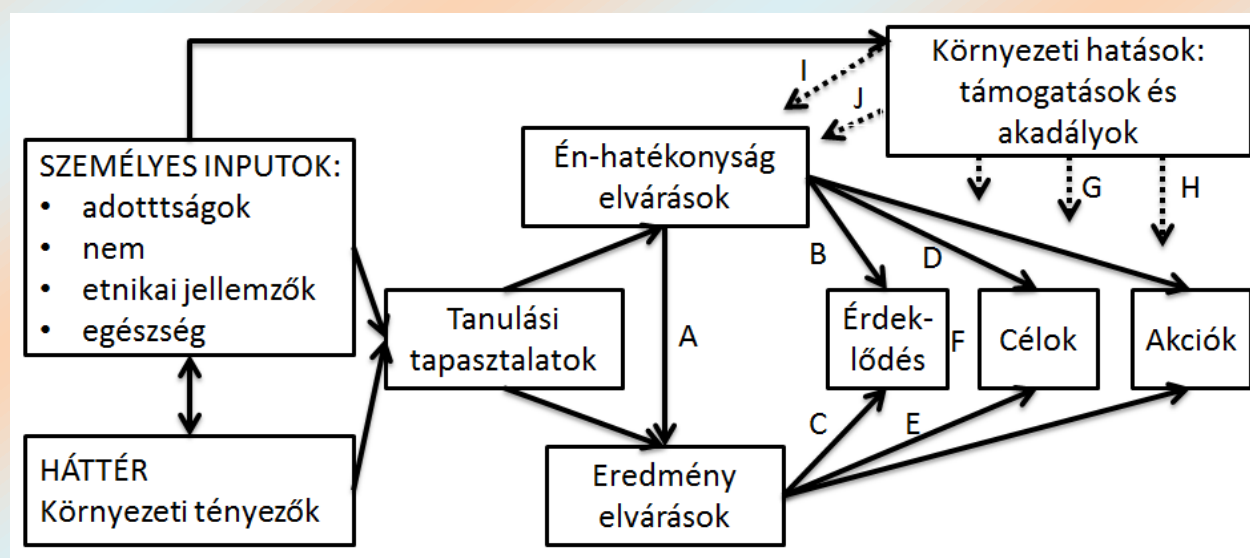 Környezeti hatások:
támogatások és
akadályok
I
J
G
H
SZEMÉLYES INPUTOK:
• adotttságok
• nem
• etnikai jellemzők
• egészség
Én-hatékonyság
elvárások
B
D
Tanulási
tapasztalatok
A
Érdek-
lődés
F
Célok
Akciók
C
E
HÁTTÉR
Környezeti tényezők
Eredmény
elvárások